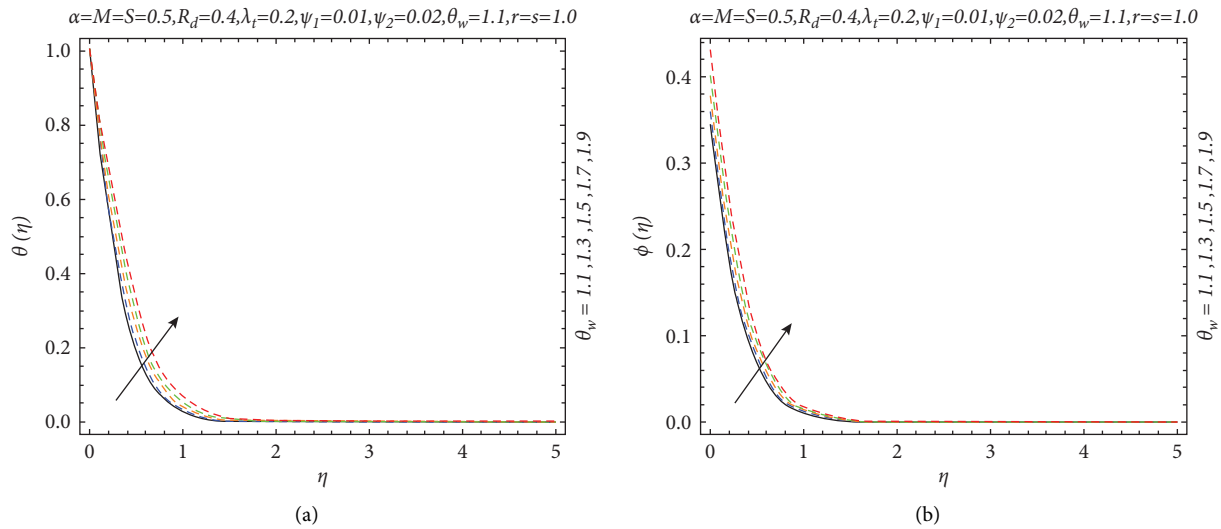 α=M=S=0.5,R_d=0.4,λ_t=0.2,ψ_1=0.01,ψ_2=0.02,θ_w=1.1,r=s=1.0
1.0
0.8
0.6
0.4
0.2
0.0
θ (η)
0 1 2 3 4 5
η
θ_w = 1.1 ,1.3 ,1.5 ,1.7 ,1.9
(a)
α=M=S=0.5,R_d=0.4,λ_t=0.2,ψ_1=0.01,ψ_2=0.02,θ_w=1.1,r=s=1.0
0.4
0.3
0.2
0.1
0.0
ϕ (η)
0 1 2 3 4 5
η
θ_w = 1.1 ,1.3 ,1.5 ,1.7 ,1.9
(b)